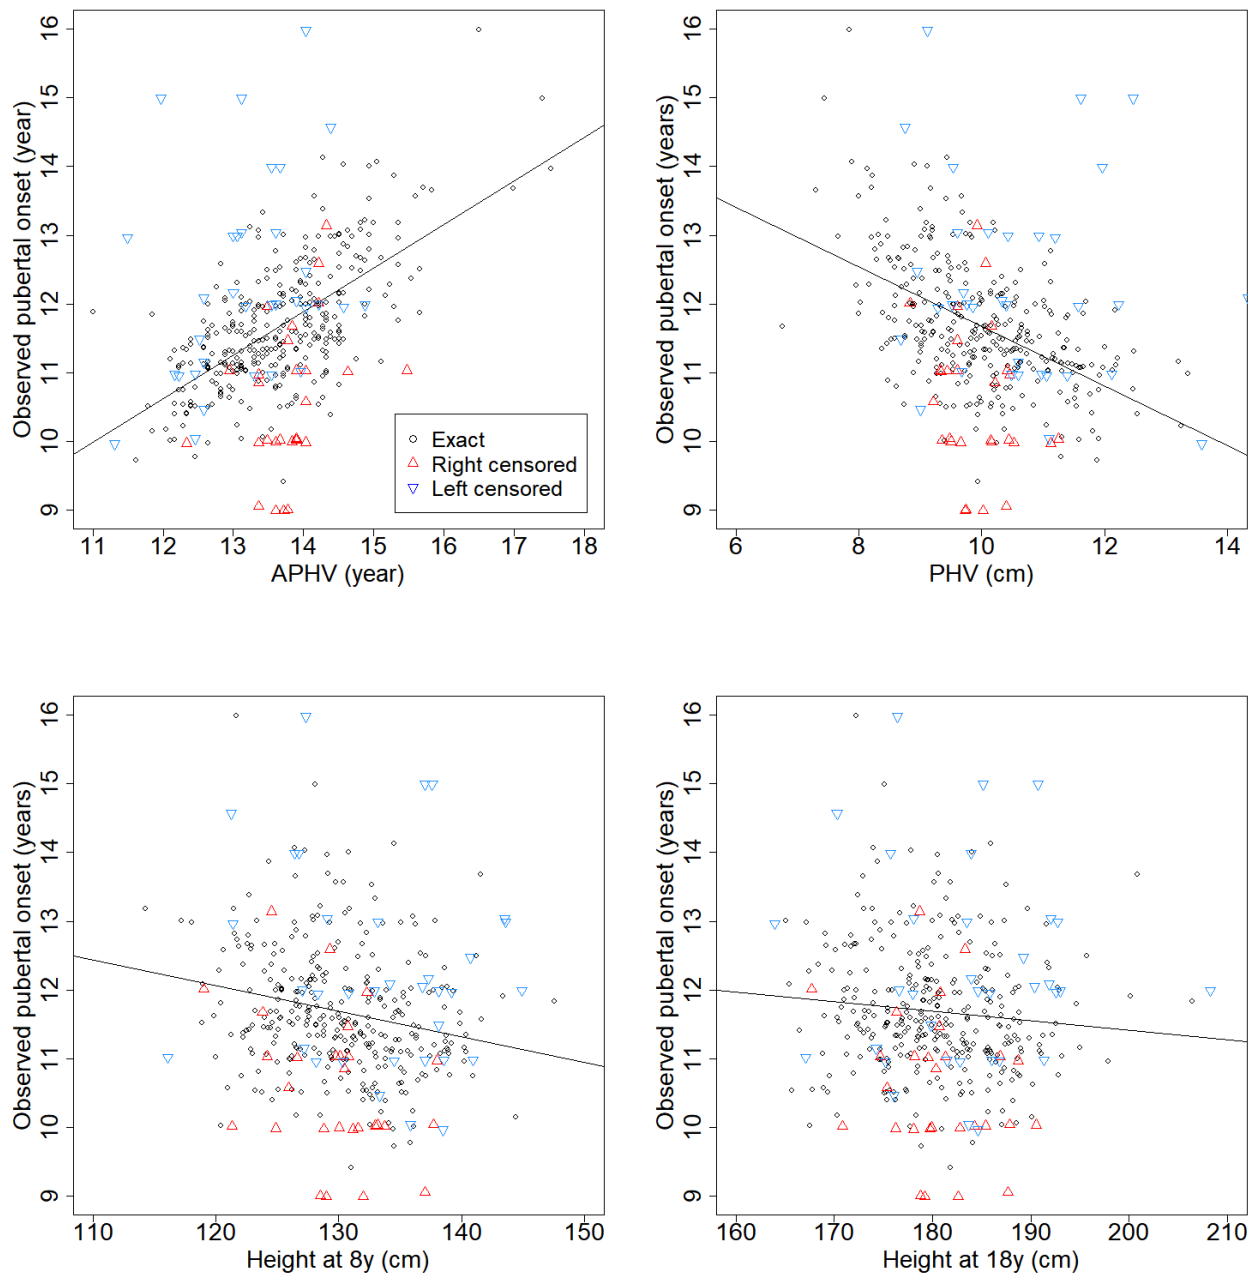 16
15
14
13
12
11
10
9
Observed pubertal onset (year)
Exact
Right censored
Left censored
11 12 13 14 15 16 17 18
APHV (year)
16
15
14
13
12
11
10
9
Observed pubertal onset (years)
6 8 10 12 14
PHV (cm)
16
15
14
13
12
11
10
9
Observed pubertal onset (years)
110 120 130 140 150
Height at 8y (cm)
16
15
14
13
12
11
10
9
Observed pubertal onset (years)
160 170 180 190 200 210
Height at 18y (cm)